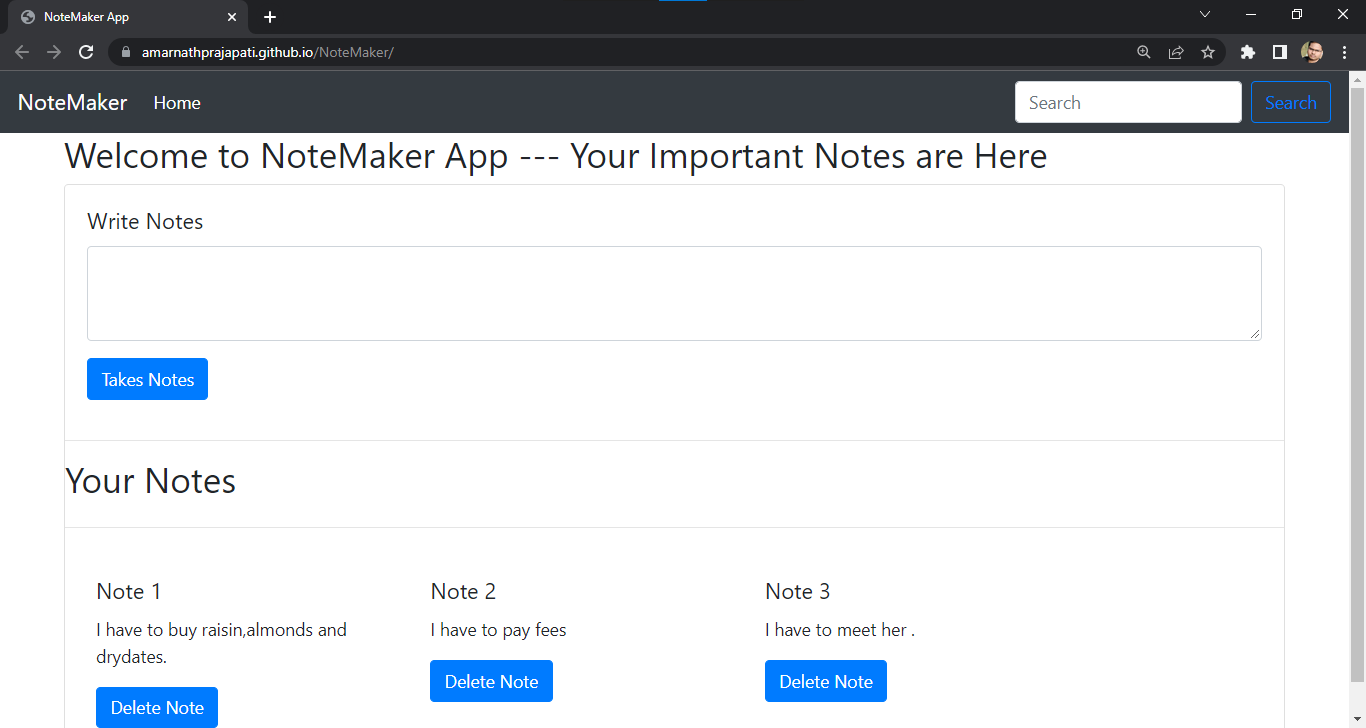 NoteMaker App
amarnathprajapati.github.io/NoteMaker/
NoteMaker Home Search Search
Welcome to NoteMaker App --- Your Important Notes are Here
Write Notes
Takes Notes
Your Notes
Note 1
I have to buy raisin,almonds and
drydates.
Delete Note
Note 2
I have to pay fees
Delete Note
Note 3
I have to meet her .
Delete Note